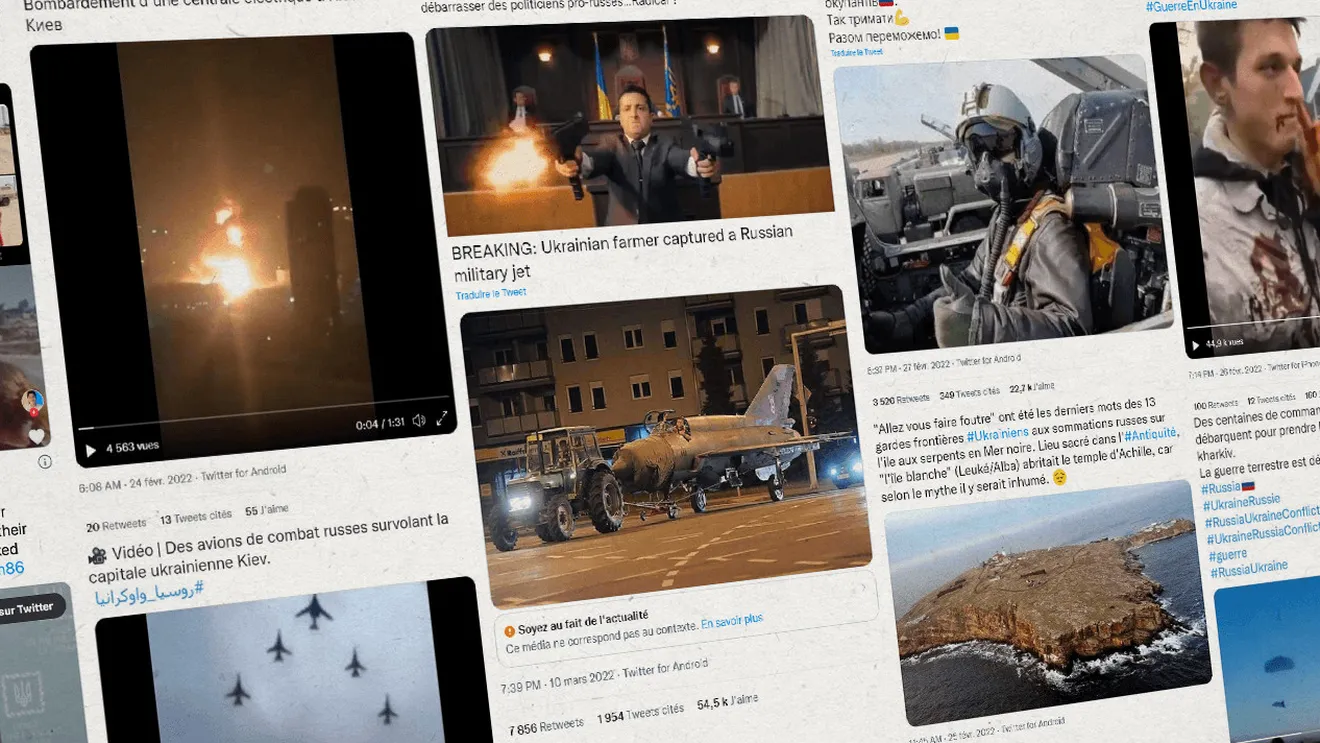 Bombardement d'une centrale électrique à
Kiev
0:04 / 1:31
4 563 vues
6:08 AM · 24 févr. 2022 · Twitter for Android
20 Retweets 13 Tweets cités 55 J'aime
Vidéo | Des avions de combat russes survolant la
capitale ukrainienne Kiev.
#روسيا_واوكرانيا
their
n86
sur Twitter
débarrasser des politiciens pro-russes...Radical !
BREAKING: Ukrainian farmer captured a Russian
military jet
Traduire le Tweet
Soyez au fait de l'actualité
Ce média ne correspond pas au contexte. En savoir plus
7:39 PM · 10 mars 2022 · Twitter for Android
7 856 Retweets 1 954 Tweets cités 54,5 k J'aime
окупантів
Так тримати💪
Разом переможемо! 🇺🇦
Traduire le Tweet
6:37 PM · 27 févr. 2022 · Twitter for Android
3 520 Retweets 349 Tweets cités 22,7 k J'aime
"Allez vous faire foutre" ont été les derniers mots des 13
gardes frontières #Ukrainiens aux sommations russes sur
l'île aux serpents en Mer noire. Lieu sacré dans l'#Antiquité,
"l'île blanche" (Leukè/Alba) abritait le temple d'Achille, car
selon le mythe il y serait inhumé. 😔
11:45 AM · 25 févr. 2022 · Twitter for Android
#GuerreEnUkraine
44,9 k vues
7:14 PM · 26 févr. 2022 · Twitter for iPhone
100 Retweets 12 Tweets cités 100
Des centaines de comman
débarquent pour prendre l
kharkiv.
La guerre terrestre est dé
#Russia🇷🇺
#UkraineRussie
#RussiaUkraineConflict
#UkraineRussiaConflict
#guerre
#RussiaUkraine